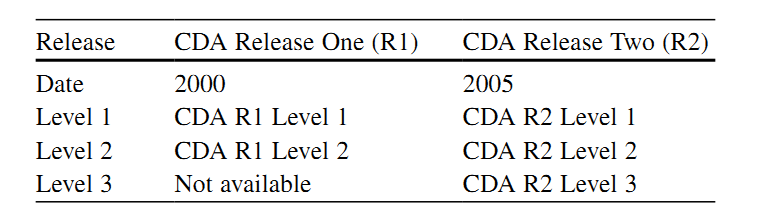 Release CDA Release One (R1) CDA Release Two (R2)
Date 2000 2005
Level 1 CDA R1 Level 1 CDA R2 Level 1
Level 2 CDA R1 Level 2 CDA R2 Level 2
Level 3 Not available CDA R2 Level 3